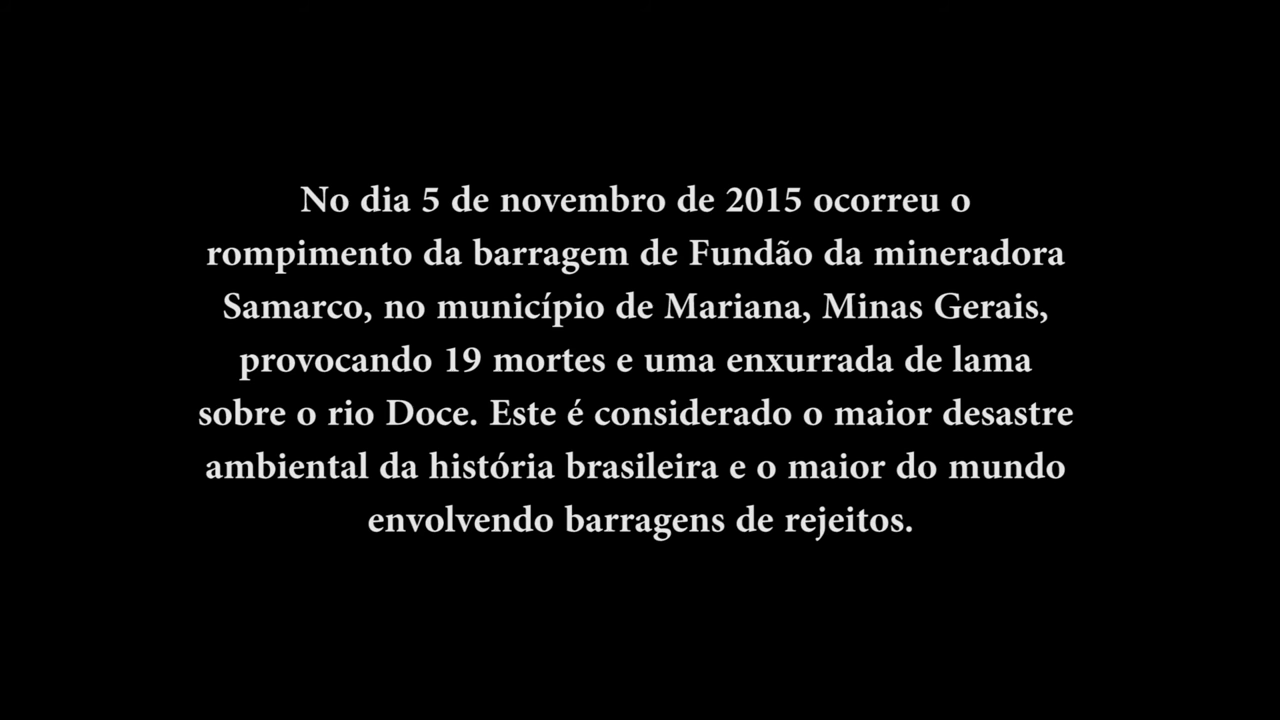 No dia 5 de novembro de 2015 ocorreu o
rompimento da barragem de Fundão da mineradora
Samarco, no município de Mariana, Minas Gerais,
provocando 19 mortes e uma enxurrada de lama
sobre o rio Doce. Este é considerado o maior desastre
ambiental da história brasileira e o maior do mundo
envolvendo barragens de rejeitos.